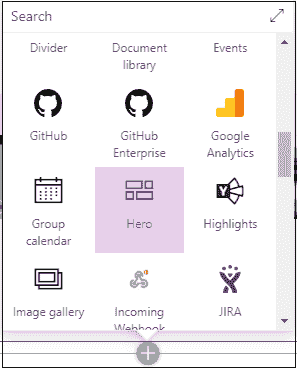 Search
Divider Document Events
library
GitHub GitHub Google
Enterprise Analytics
Group Hero Highlights
calendar
Image gallery Incoming JIRA
Webhook